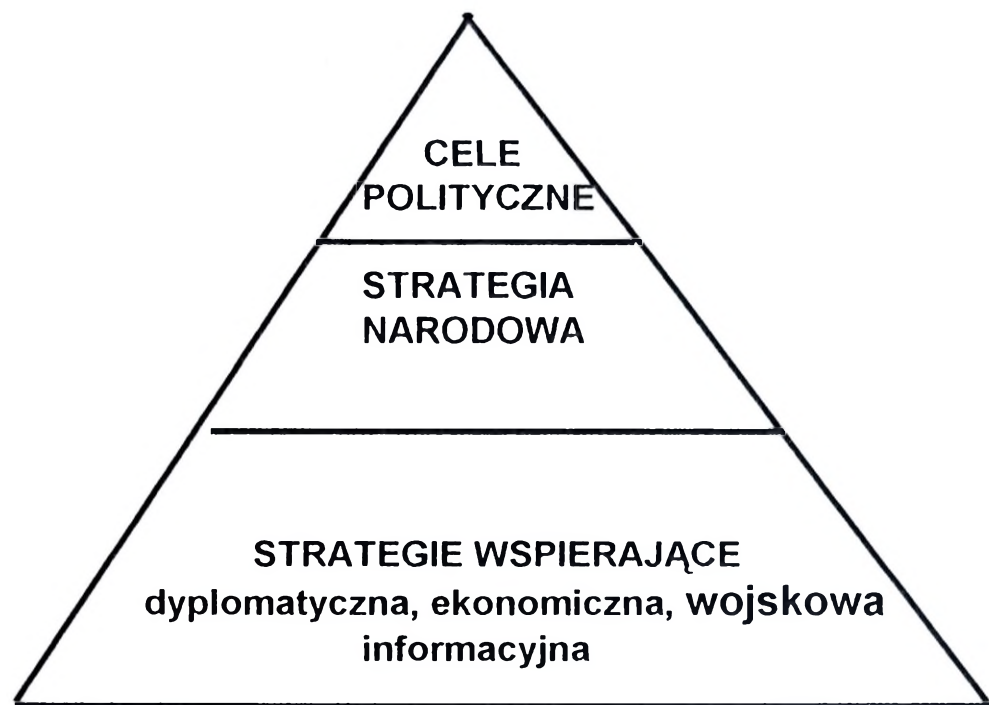 CELE
POLITYCZNE
STRATEGIA
NARODOWA
STRATEGIE WSPIERAJĄCE
dyplomatyczna, ekonomiczna, wojskowa
informacyjna